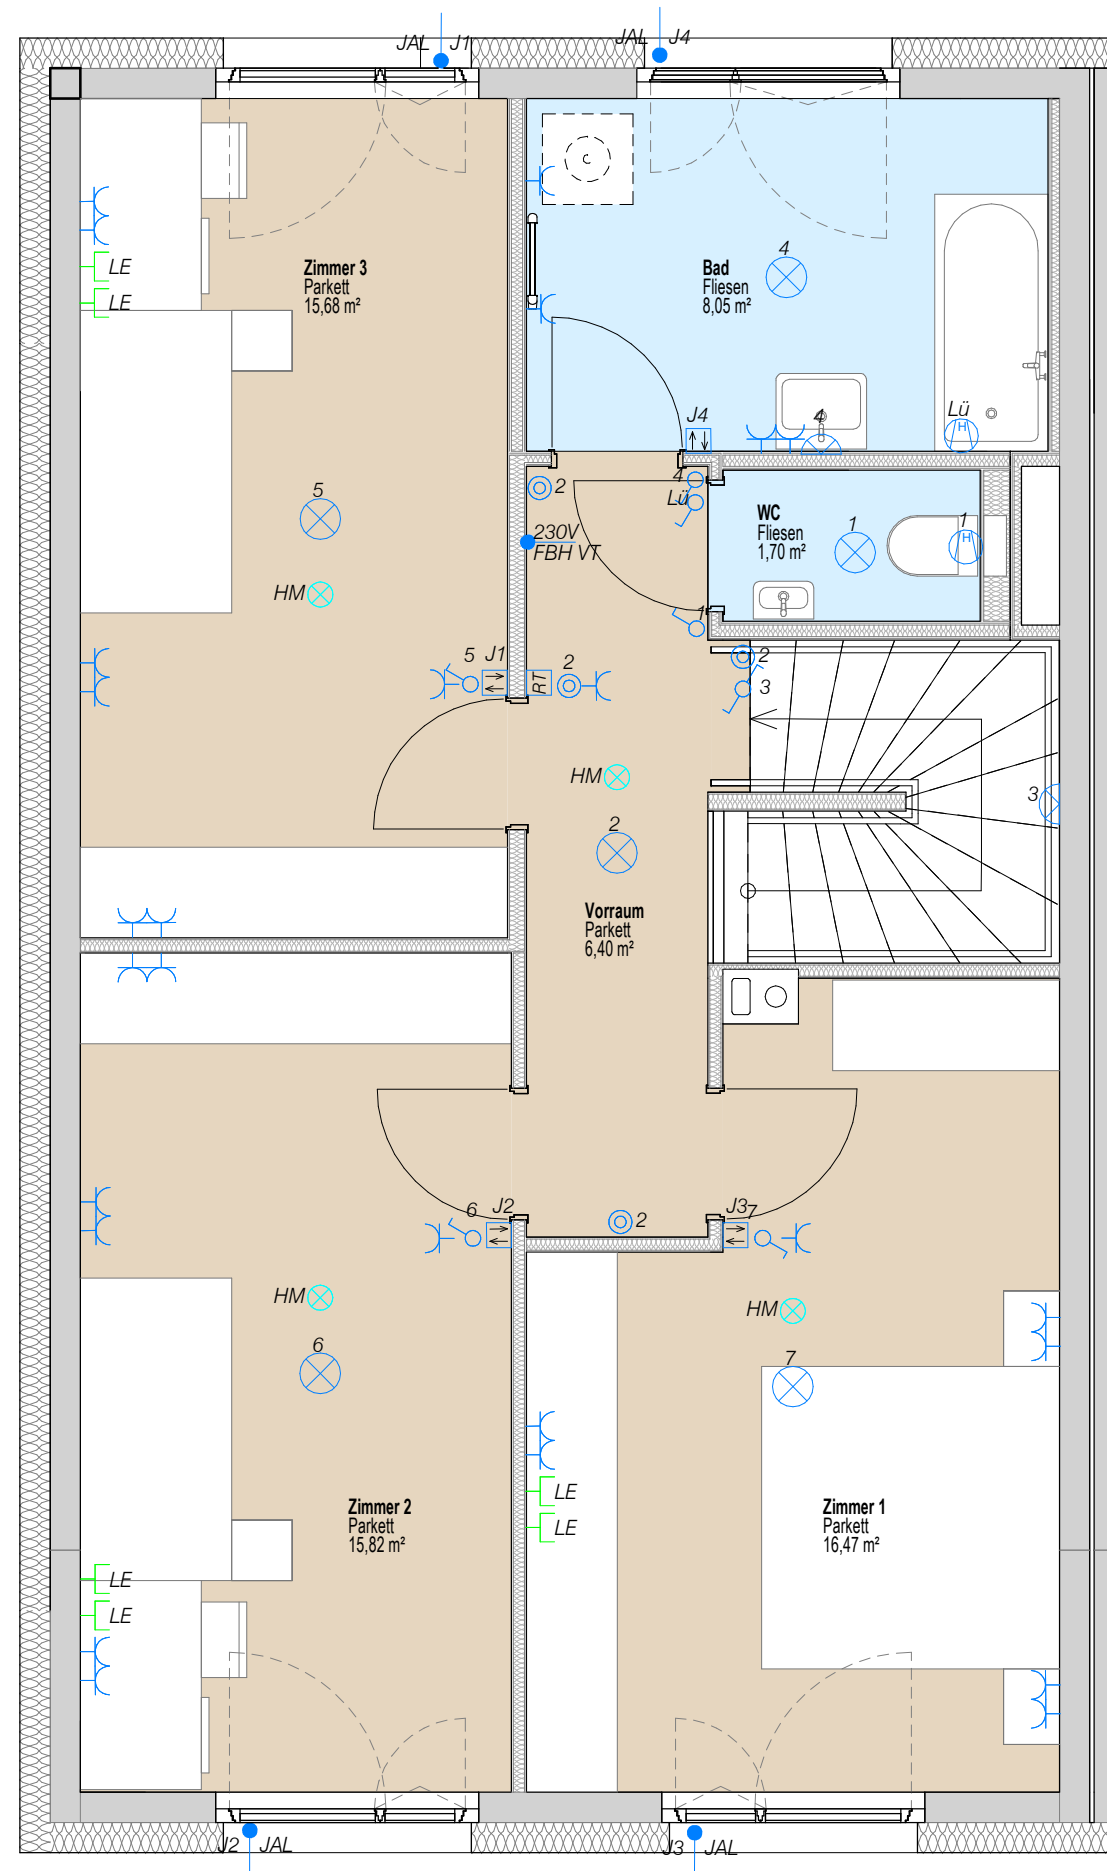 JAL J1
JAL J4
LE
LE
Zimmer 3
Parkett
15,68 m²
Bad
Fliesen
8,05 m²
4
J4
4
Lü
H
5
2
4
Lü
230V
FBH VT
WC
Fliesen
1,70 m²
1
1
H
HM
1
5 J1
RT
2
2
3
HM
3
2
Vorraum
Parkett
6,40 m²
6 J2
2
J3 7
HM
HM
6
7
LE
LE
Zimmer 2
Parkett
15,82 m²
Zimmer 1
Parkett
16,47 m²
LE
LE
J2 JAL
J3 JAL